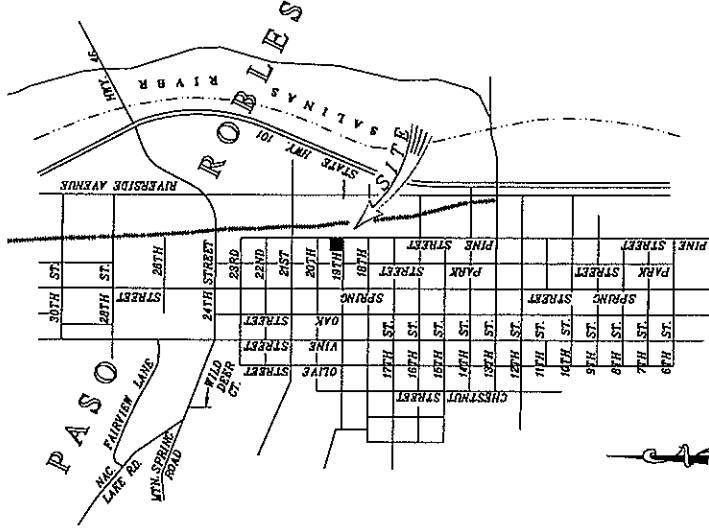 PASO ROBLES
HWY. 46
SALINAS RIVER
STATE HWY. 101
SITE
RIVERSIDE AVENUE
PINE STREET
PINE STREET
PINE
PARK STREET
PARK STREET
SPRING
STREET
SPRING STREET
OAK STREET
VINE STREET
OLIVE STREET
CHESTNUT STREET
30TH ST.
28TH ST.
26TH
24TH STREET
23RD
22ND
21ST
20TH
19TH
18TH
17TH ST.
16TH ST.
15TH ST.
14TH ST.
13TH ST.
12TH ST.
11TH ST.
10TH ST.
9TH ST.
8TH ST.
7TH ST.
6TH ST.
WILD
DEER
CT.
FAIRVIEW LANE
NAC.
LAKE RD.
MTN. SPRING
ROAD